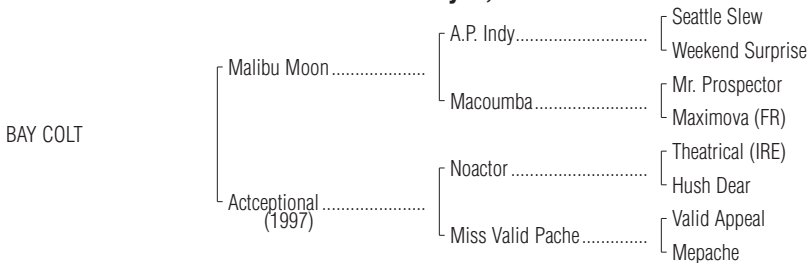 Seattle Slew
A.P. Indy
Weekend Surprise
Malibu Moon
Mr. Prospector
Macoumba
Maximova (FR)
BAY COLT
Theatrical (IRE)
Noactor
Hush Dear
Actceptional
(1997)
Valid Appeal
Miss Valid Pache
Mepache